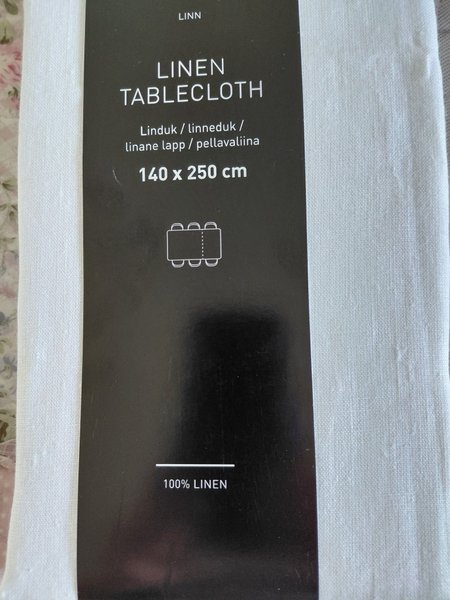 LINN
LINEN
TABLECLOTH
Linduk / linneduk /
linane lapp / pellavaliina
140 x 250 cm
100% LINEN